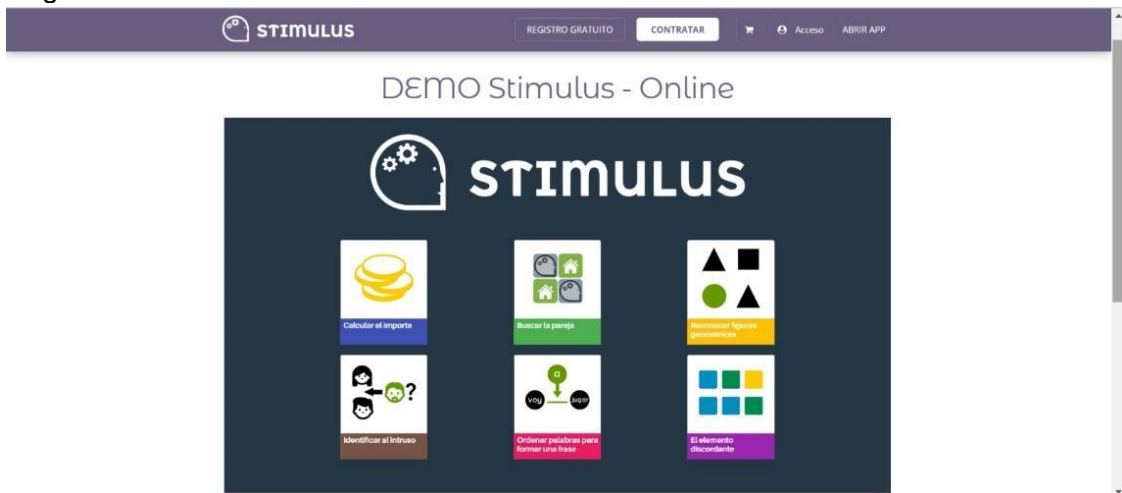 STIMULUS
REGISTRO GRATUITO
CONTRATAR
Acceso
ABRIR APP
DEMO Stimulus - Online
STIMULUS
Calcular el importe
Buscar la pareja
Reconocer figuras
geométricas
?
a
voy
jugar
Identificar al intruso
Ordenar palabras para
formar una frase
El elemento
discordante